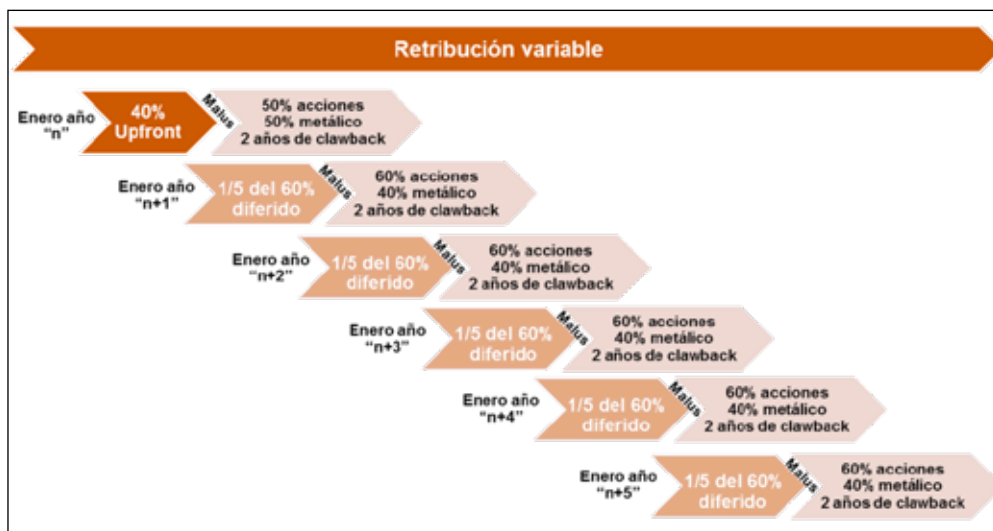 Retribución variable
Enero año
"n"
40%
Upfront
Malus
50% acciones
50% metálico
2 años de clawback
Enero año
"n+1"
1/5 del 60%
diferido
Malus
60% acciones
40% metálico
2 años de clawback
Enero año
"n+2"
1/5 del 60%
diferido
Malus
60% acciones
40% metálico
2 años de clawback
Enero año
"n+3"
1/5 del 60%
diferido
Malus
60% acciones
40% metálico
2 años de clawback
Enero año
"n+4"
1/5 del 60%
diferido
Malus
60% acciones
40% metálico
2 años de clawback
Enero año
"n+5"
1/5 del 60%
diferido
Malus
60% acciones
40% metálico
2 años de clawback